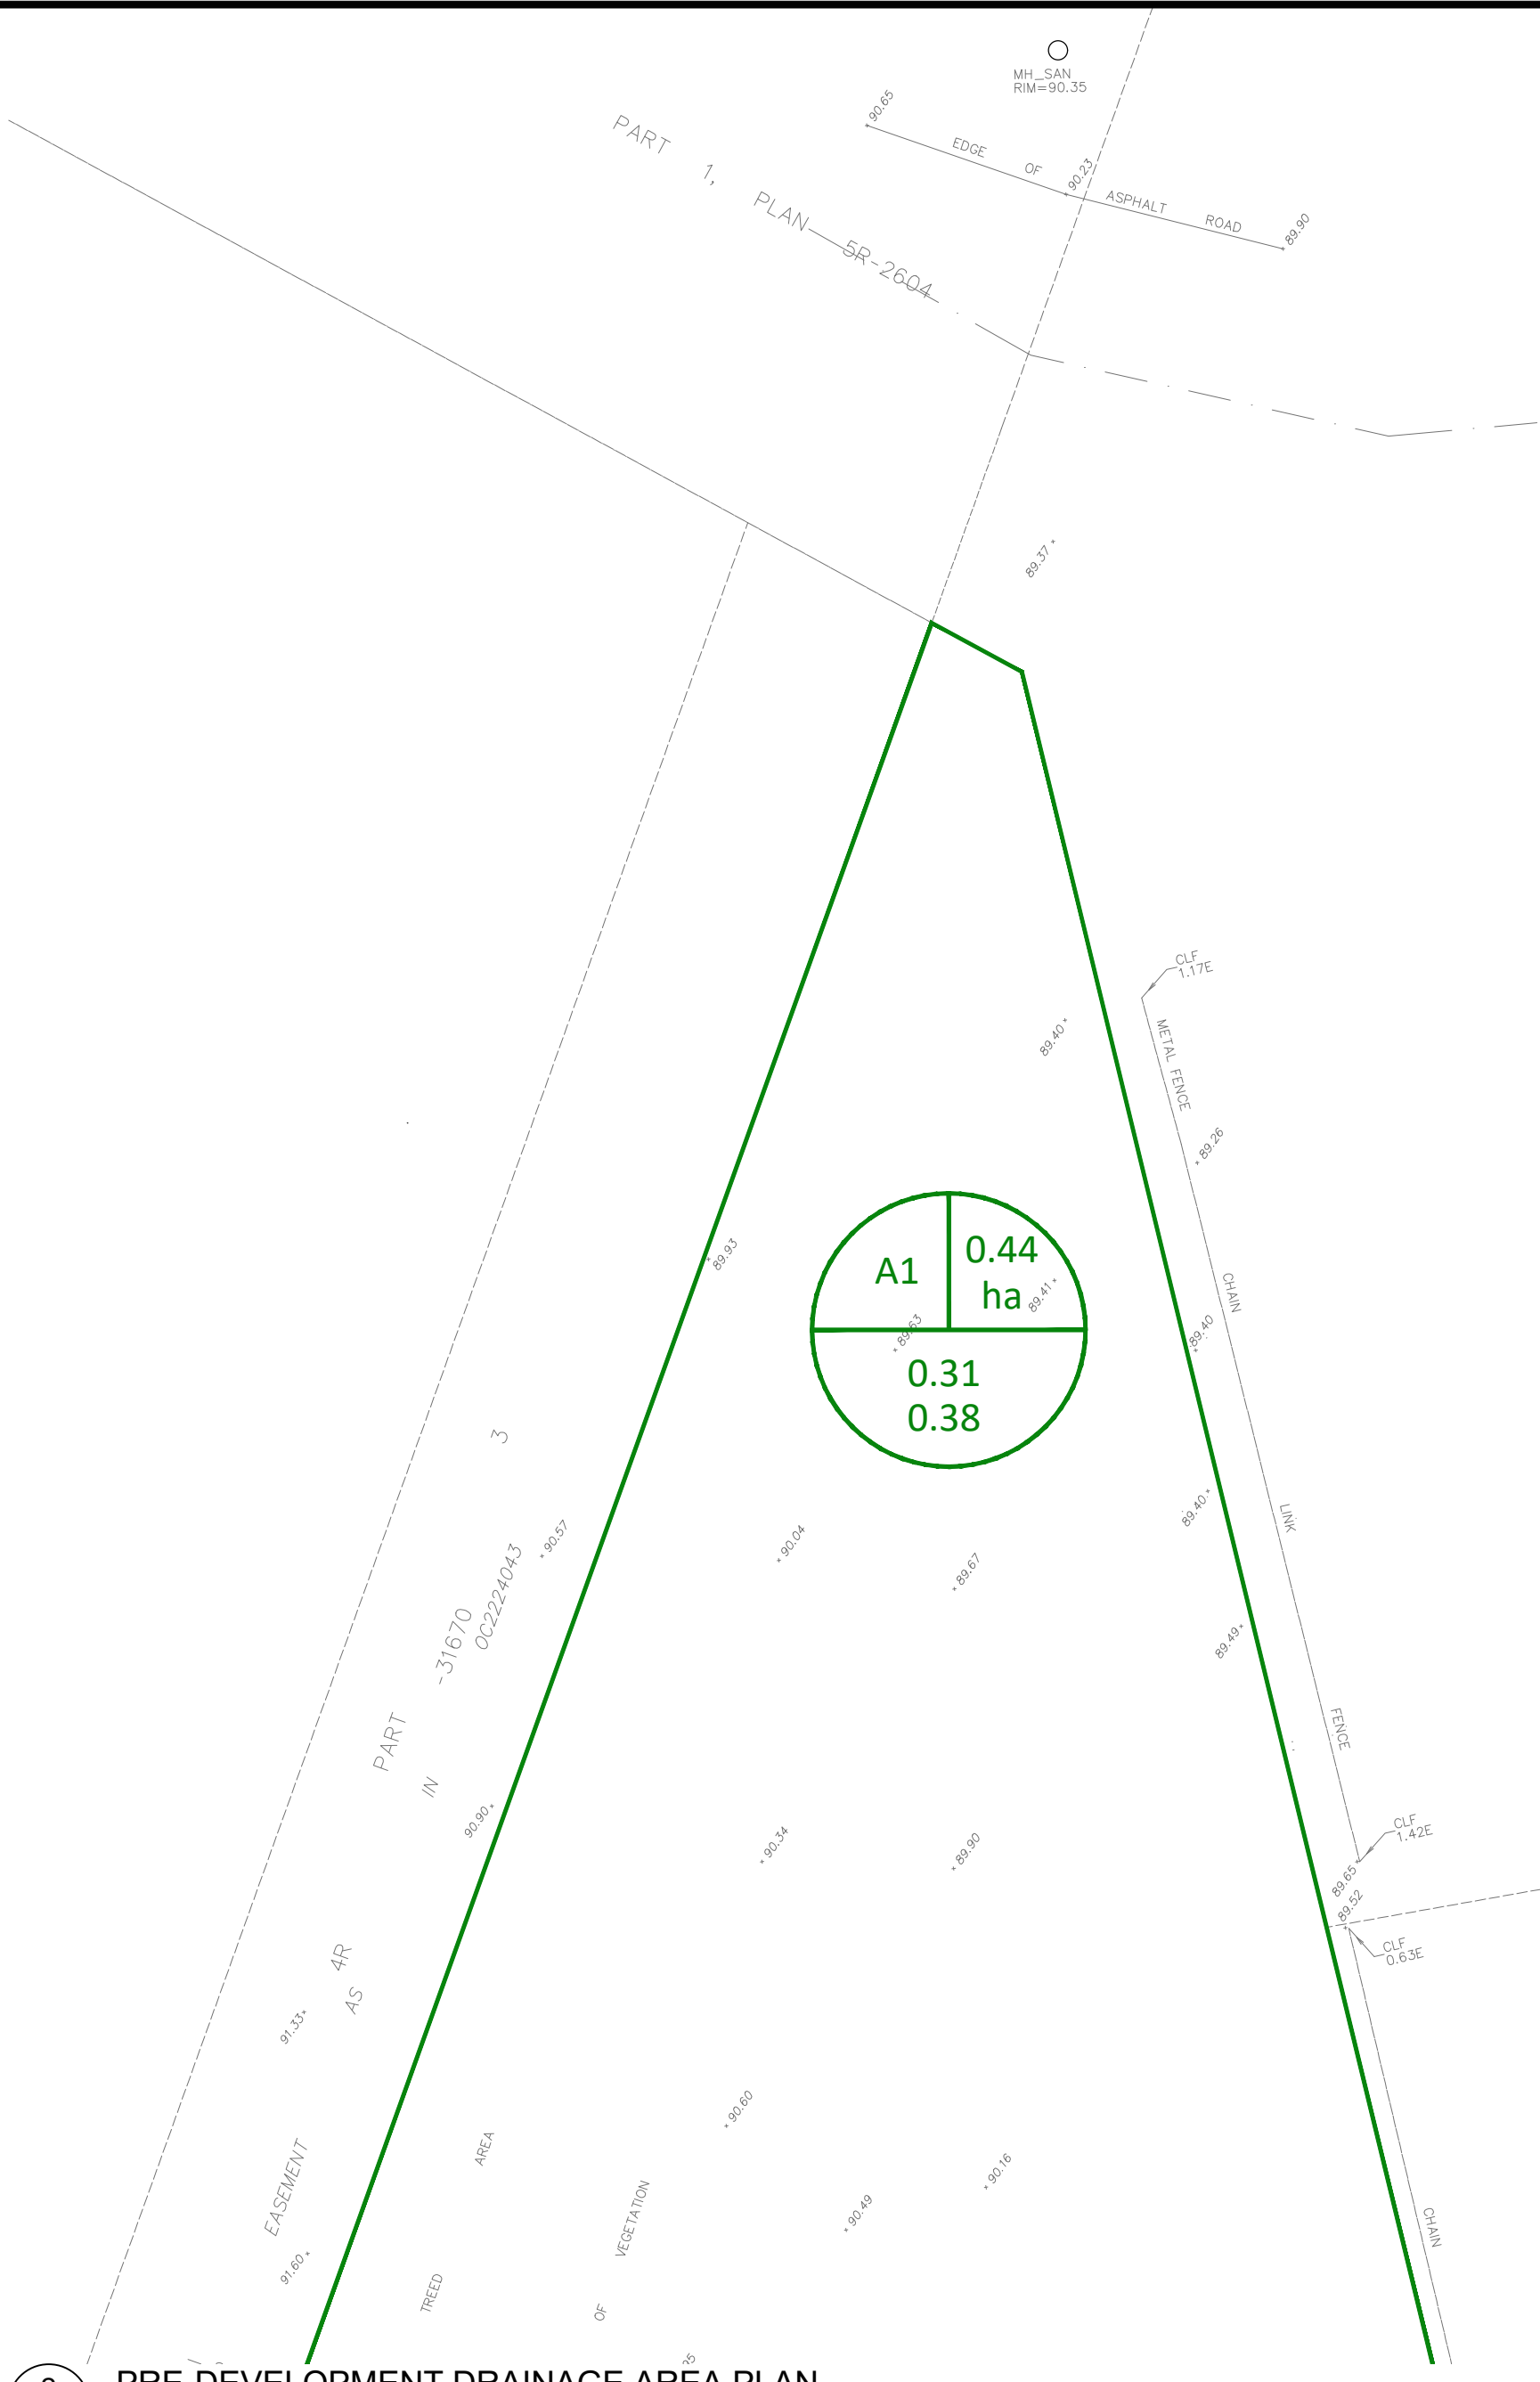 MH_SAN
RIM=90.35
90.65
EDGE OF ASPHALT ROAD
90.23
89.90
PART 1, PLAN 5R-2604
89.37
CLF
1.17E
89.40
METAL FENCE
89.26
89.93
A1
0.44
ha
89.41
89.63
0.31
0.38
CHAIN
89.40
3
LINK
89.40
90.57
90.04
89.67
OC2224043
-31670
89.49
PART
IN
FENCE
90.90
90.34
89.90
CLF
1.42E
89.65
89.52
CLF
0.63E
4R
AS
91.33
90.60
AREA
EASEMENT
90.16
90.49
VEGETATION
CHAIN
91.60
TREED
OF
PRE-DEVELOPMENT DRAINAGE AREA PLAN